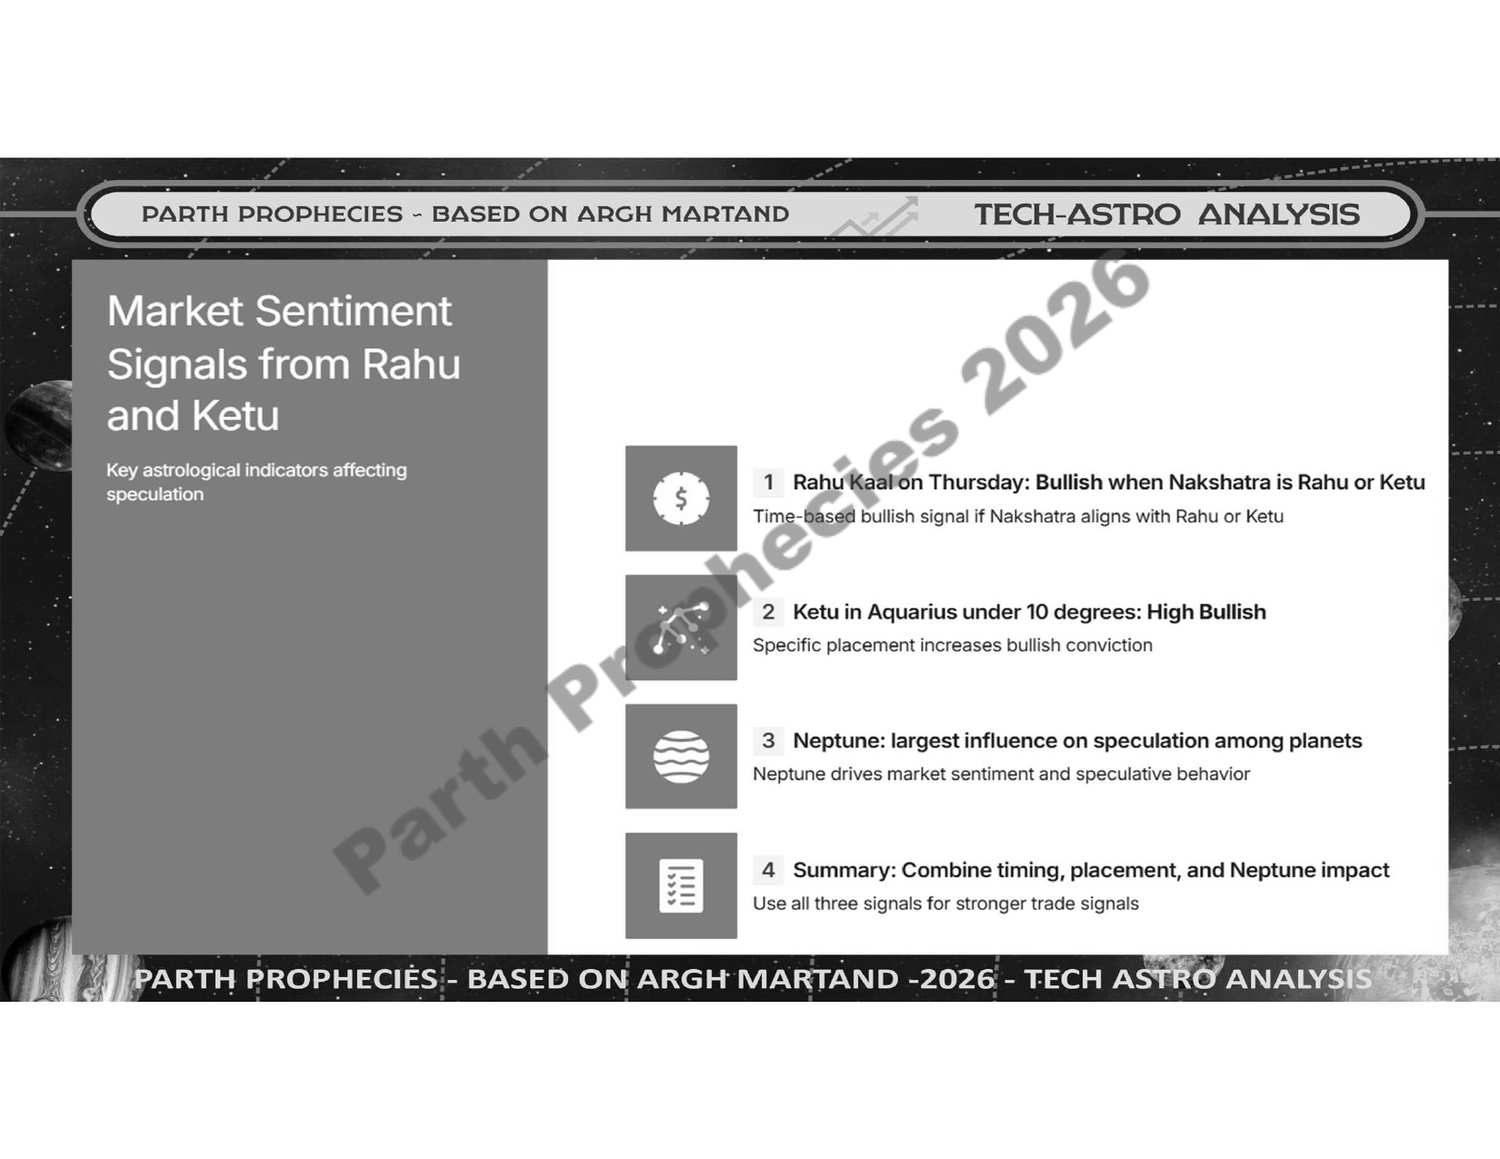 PARTH PROPHECIES ~ BASED ON ARGH MARTAND
TECH-ASTRO ANALYSIS
Market Sentiment
Signals from Rahu
and Ketu
Key astrological indicators affecting
speculation
1 Rahu Kaal on Thursday: Bullish when Nakshatra is Rahu or Ketu
Time-based bullish signal if Nakshatra aligns with Rahu or Ketu
2 Ketu in Aquarius under 10 degrees: High Bullish
Specific placement increases bullish conviction
3 Neptune: largest influence on speculation among planets
Neptune drives market sentiment and speculative behavior
4 Summary: Combine timing, placement, and Neptune impact
Use all three signals for stronger trade signals
Parth Prophecies 2026
PARTH PROPHECIES - BASED ON ARGH MARTAND -2026 - TECH ASTRO ANALYSIS